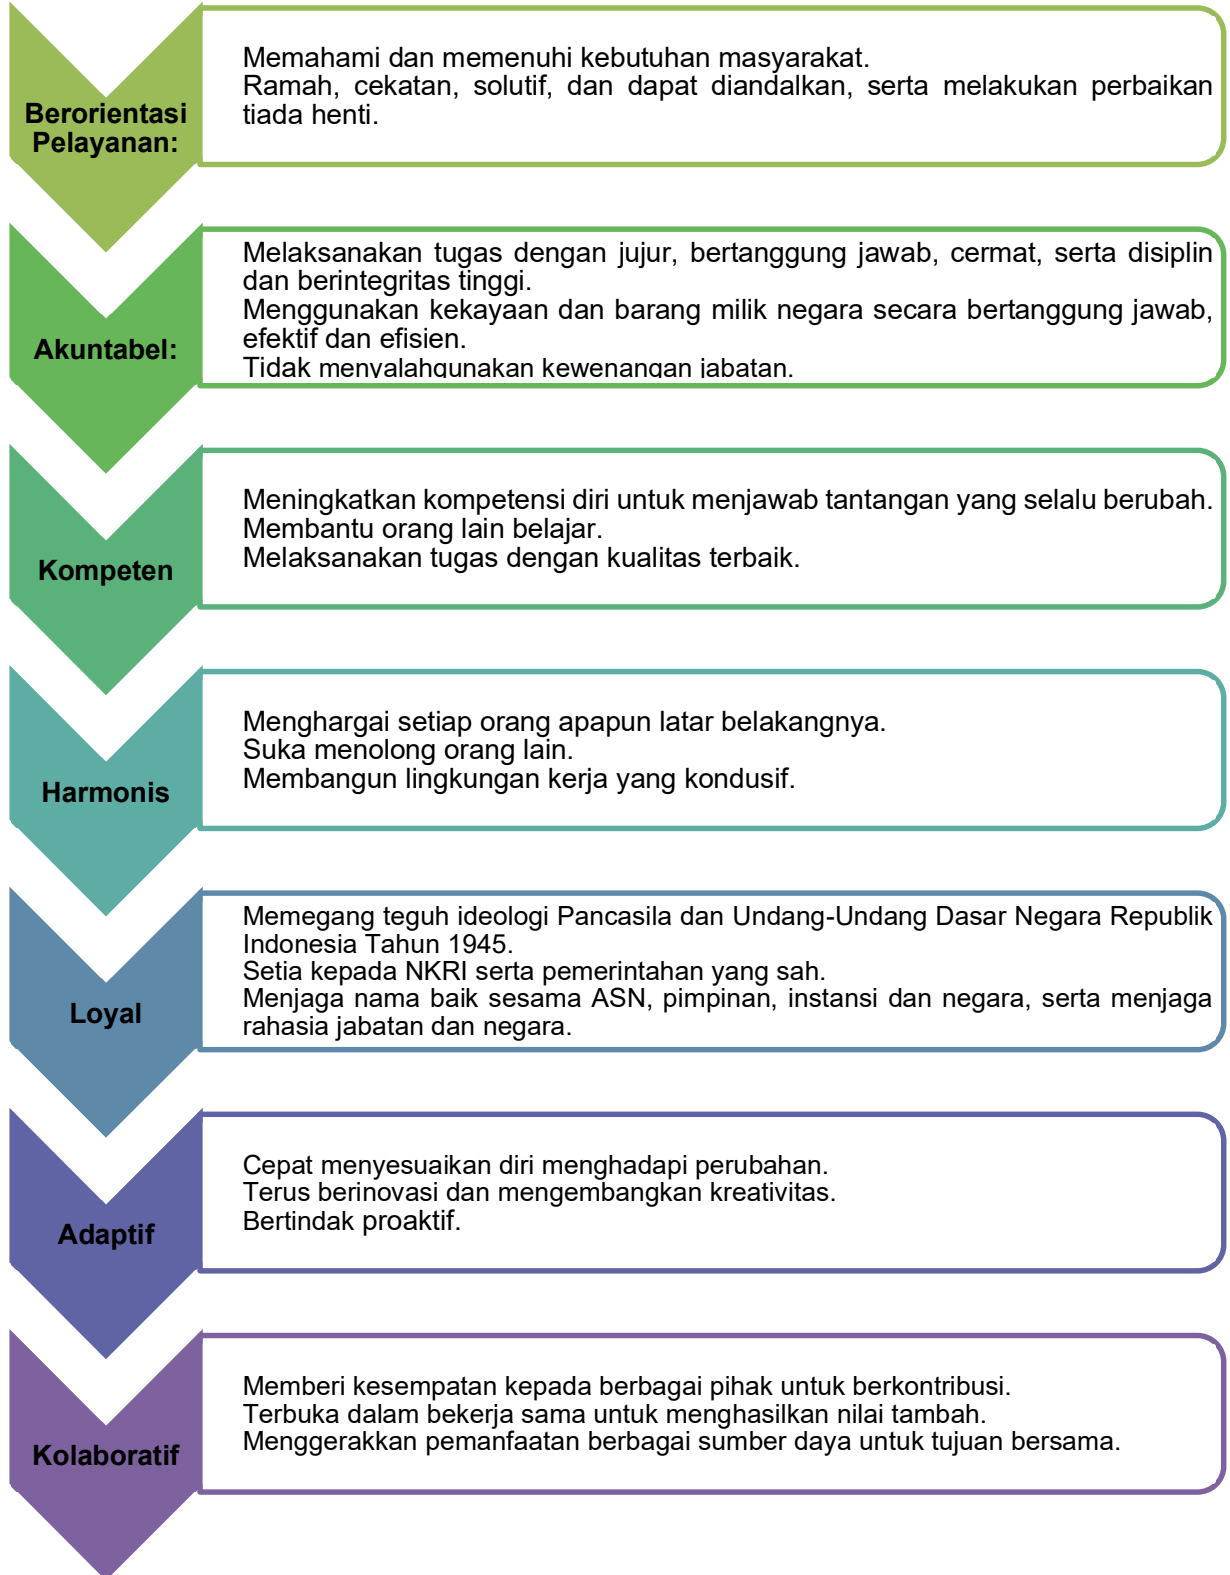 Berorientasi
Pelayanan:
Memahami dan memenuhi kebutuhan masyarakat.
Ramah, cekatan, solutif, dan dapat diandalkan, serta melakukan perbaikan
tiada henti.
Akuntabel:
Melaksanakan tugas dengan jujur, bertanggung jawab, cermat, serta disiplin
dan berintegritas tinggi.
Menggunakan kekayaan dan barang milik negara secara bertanggung jawab,
efektif dan efisien.
Tidak menyalahgunakan kewenangan jabatan.
Kompeten
Meningkatkan kompetensi diri untuk menjawab tantangan yang selalu berubah.
Membantu orang lain belajar.
Melaksanakan tugas dengan kualitas terbaik.
Harmonis
Menghargai setiap orang apapun latar belakangnya.
Suka menolong orang lain.
Membangun lingkungan kerja yang kondusif.
Loyal
Memegang teguh ideologi Pancasila dan Undang-Undang Dasar Negara Republik
Indonesia Tahun 1945.
Setia kepada NKRI serta pemerintahan yang sah.
Menjaga nama baik sesama ASN, pimpinan, instansi dan negara, serta menjaga
rahasia jabatan dan negara.
Adaptif
Cepat menyesuaikan diri menghadapi perubahan.
Terus berinovasi dan mengembangkan kreativitas.
Bertindak proaktif.
Kolaboratif
Memberi kesempatan kepada berbagai pihak untuk berkontribusi.
Terbuka dalam bekerja sama untuk menghasilkan nilai tambah.
Menggerakkan pemanfaatan berbagai sumber daya untuk tujuan bersama.